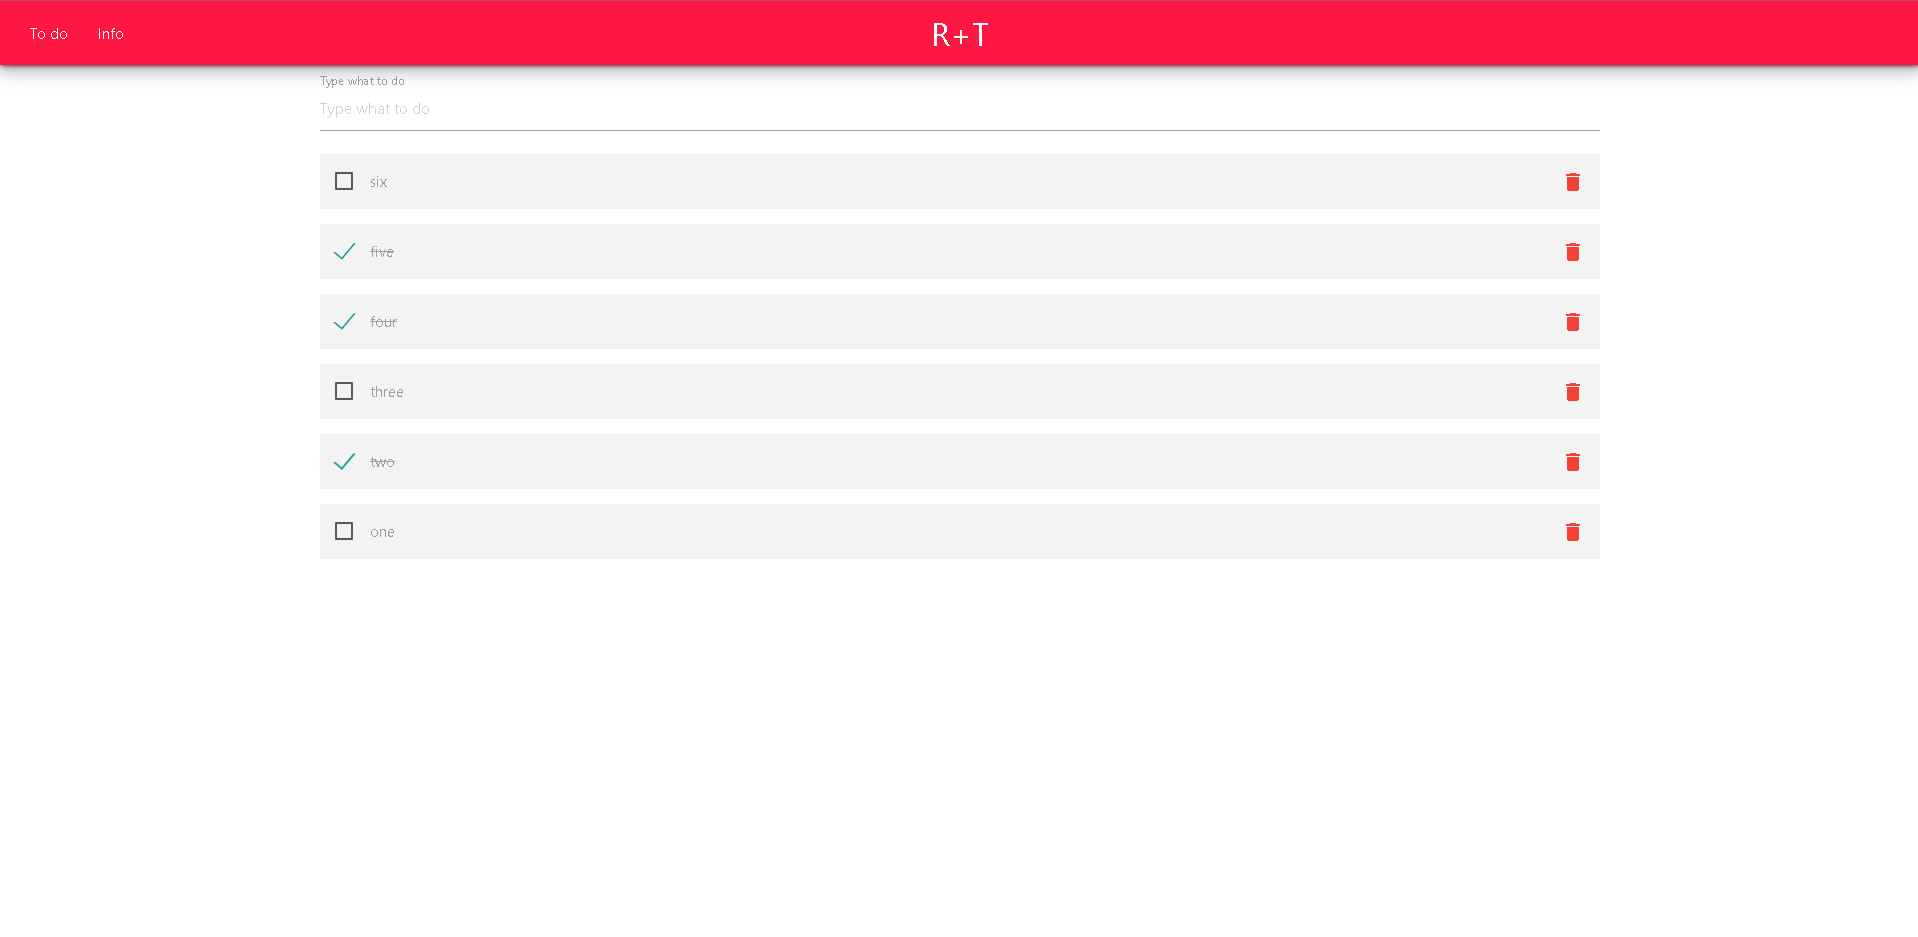 To do Info R+T
Type what to do
Type what to do
six
five
four
three
two
one